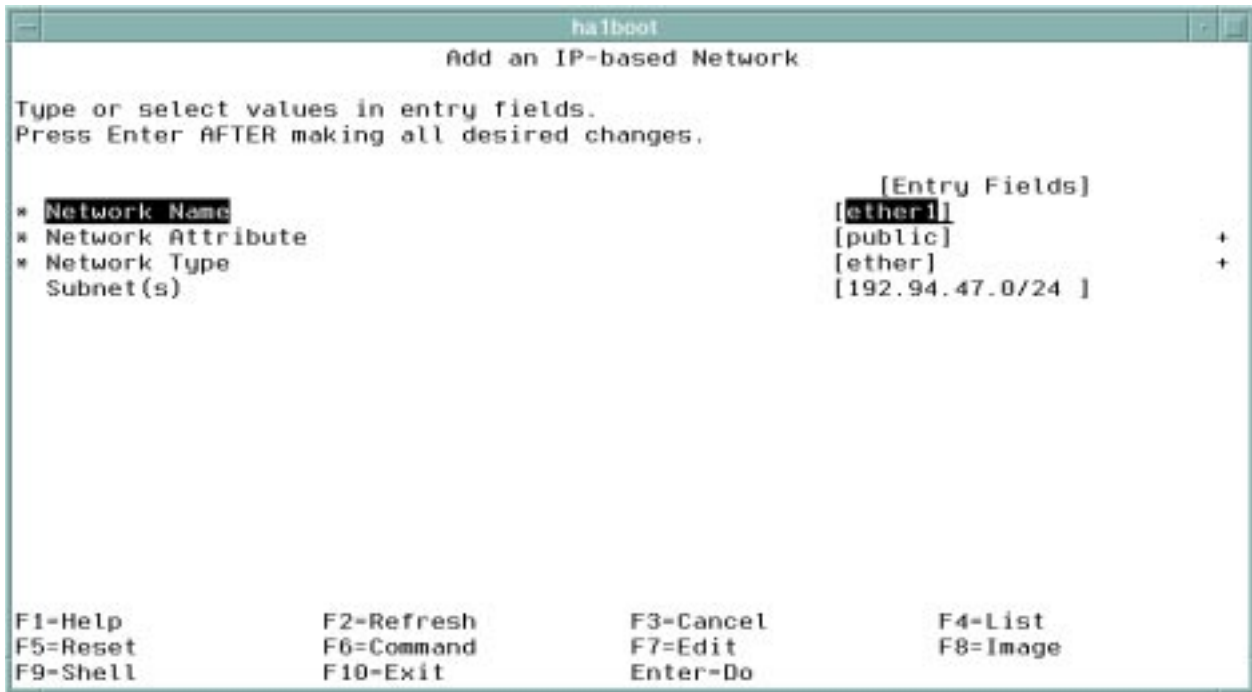 ha1boot
Add an IP-based Network
Type or select values in entry fields.
Press Enter AFTER making all desired changes.
[Entry Fields]
* Network Name [ether1]
* Network Attribute [public] +
* Network Type [ether] +
Subnet(s) [192.94.47.0/24 ]
F1=Help F2=Refresh F3=Cancel F4=List
F5=Reset F6=Command F7=Edit F8=Image
F9=Shell F10=Exit Enter=Do